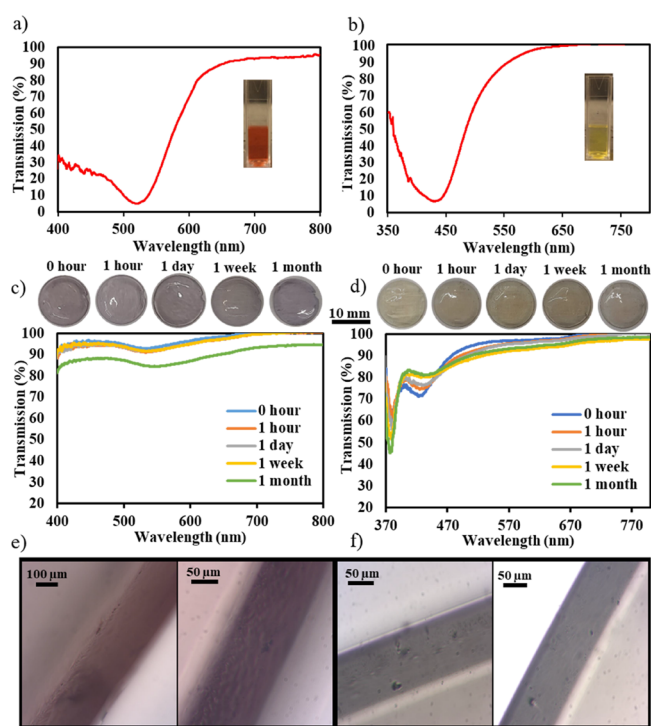 a)
100
90
80
70
60
50
40
30
20
10
0
Transmission (%)
400 500 600 700 800
Wavelength (nm)
b)
100
90
80
70
60
50
40
30
20
10
0
Transmission (%)
350 450 550 650 750
Wavelength (nm)
0 hour 1 hour 1 day 1 week 1 month
c)
100
90
80
70
60
50
40
30
20
Transmission (%)
0 hour
1 hour
1 day
1 week
1 month
400 500 600 700 800
Wavelength (nm)
10 mm
0 hour 1 hour 1 day 1 week 1 month
d)
100
90
80
70
60
50
40
30
20
Transmission (%)
0 hour
1 hour
1 day
1 week
1 month
370 470 570 670 770
Wavelength (nm)
e)
100 μm
50 μm
f)
50 μm
50 μm